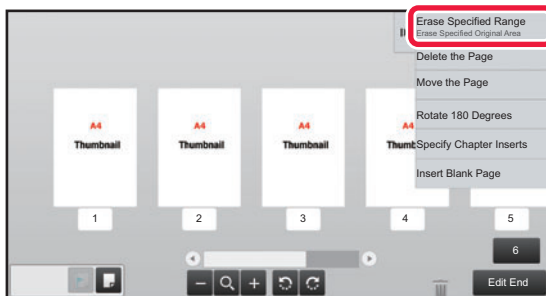 Erase Specified Range
Erase Specified Original Area
Delete the Page
Move the Page
Rotate 180 Degrees
Specify Chapter Inserts
Insert Blank Page
A4
Thumbnail
A4
Thumbnail
A4
Thumbnail
A4
Thumb
1
2
3
4
5
6
Edit End